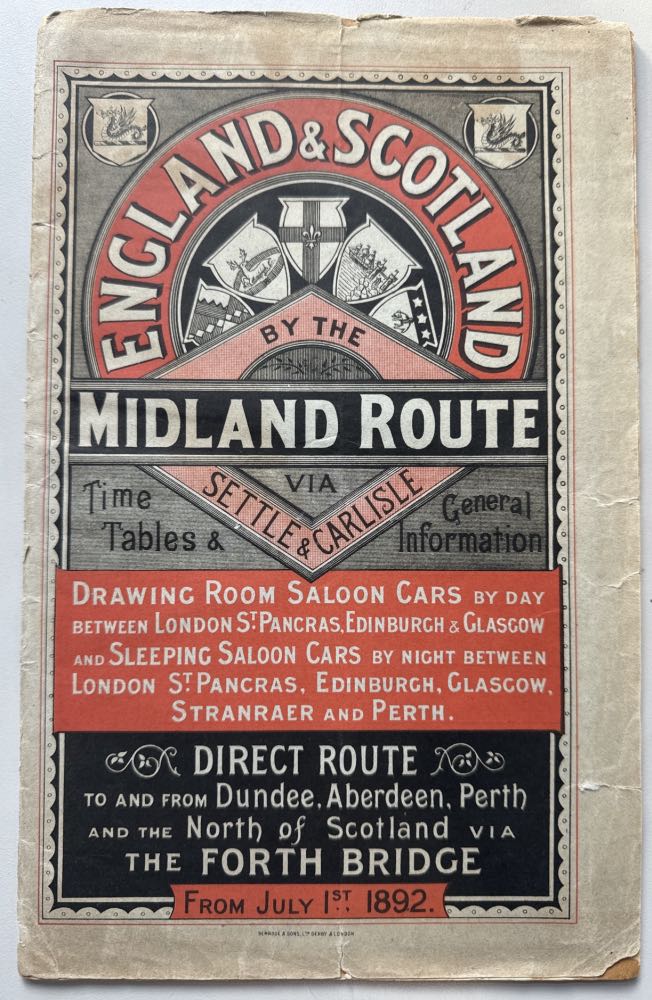 ENGLAND & SCOTLAND
BY THE
MIDLAND ROUTE
VIA
SETTLE & CARLISLE
Time
Tables &
General
Information
DRAWING ROOM SALOON CARS BY DAY
BETWEEN LONDON ST. PANCRAS, EDINBURGH & GLASGOW
AND SLEEPING SALOON CARS BY NIGHT BETWEEN
LONDON ST. PANCRAS, EDINBURGH, GLASGOW,
STRANRAER AND PERTH.
DIRECT ROUTE
TO AND FROM Dundee, Aberdeen, Perth
AND THE North of Scotland VIA
THE FORTH BRIDGE
FROM JULY 1ST. 1892.
BEMROSE & SONS, LTD DERBY & LONDON